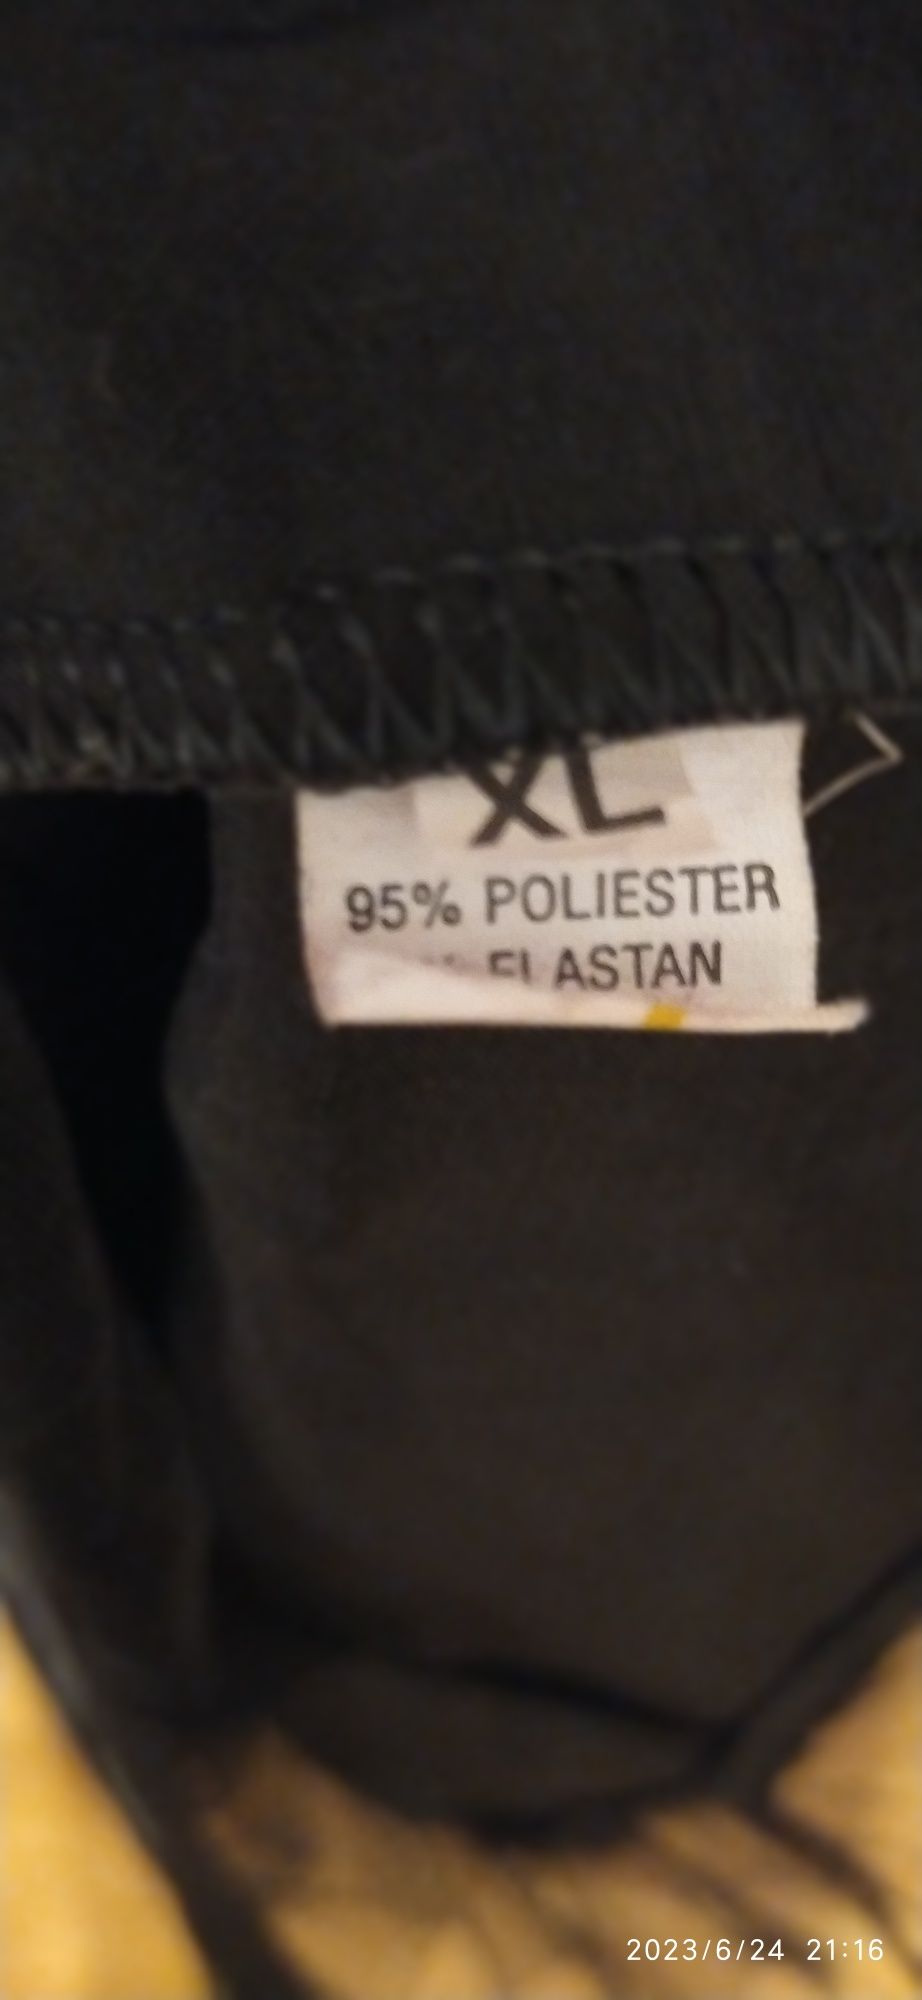 XL
95% POLIESTER
ELASTAN
2023/6/24 21:16